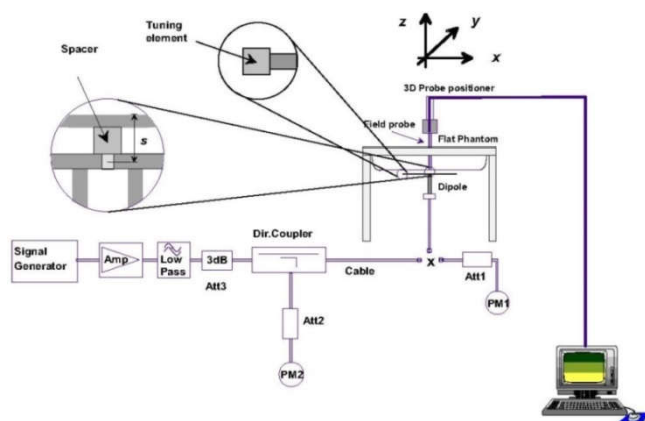 Tuning
element
Spacer
s
z
y
x
3D Probe positioner
Field probe
Flat Phantom
Dipole
Signal
Generator
Amp
Low
Pass
3dB
Att3
Dir.Coupler
Cable
x
Att1
PM1
Att2
PM2